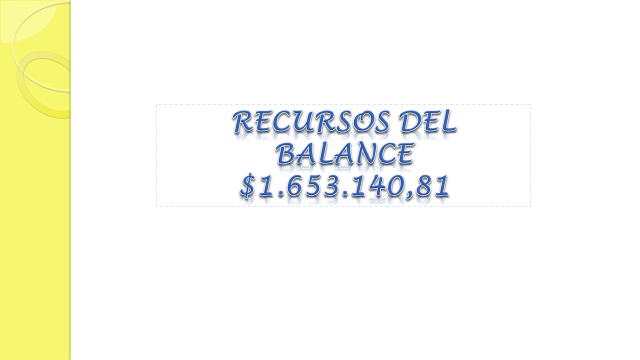 RECURSOS DEL
BALANCE
$1.653.140,81